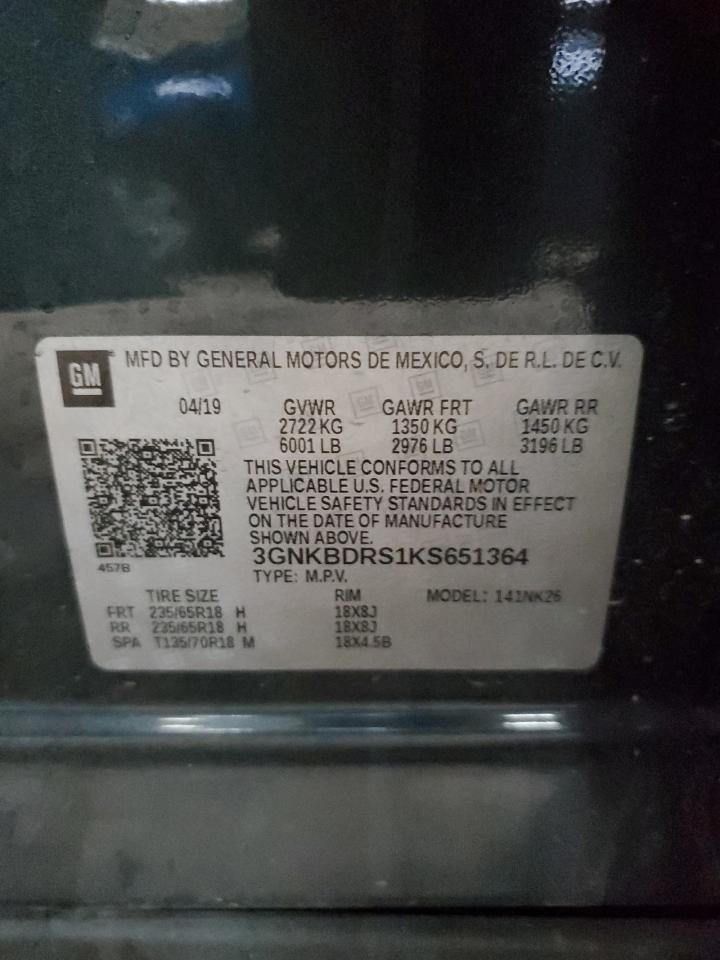 GM
MFD BY GENERAL MOTORS DE MEXICO, S. DE R.L. DE C.V.
04/19 GVWR GAWR FRT GAWR RR
2722 KG 1350 KG 1450 KG
6001 LB 2976 LB 3196 LB
THIS VEHICLE CONFORMS TO ALL
APPLICABLE U.S. FEDERAL MOTOR
VEHICLE SAFETY STANDARDS IN EFFECT
ON THE DATE OF MANUFACTURE
SHOWN ABOVE.
3GNKBDRS1KS651364
457B
TYPE: M.P.V.
TIRE SIZE RIM MODEL: 141NK26
FRT 235/65R18 H 18X8J
RR 235/65R18 H 18X8J
SPA T135/70R18 M 18X4.5B